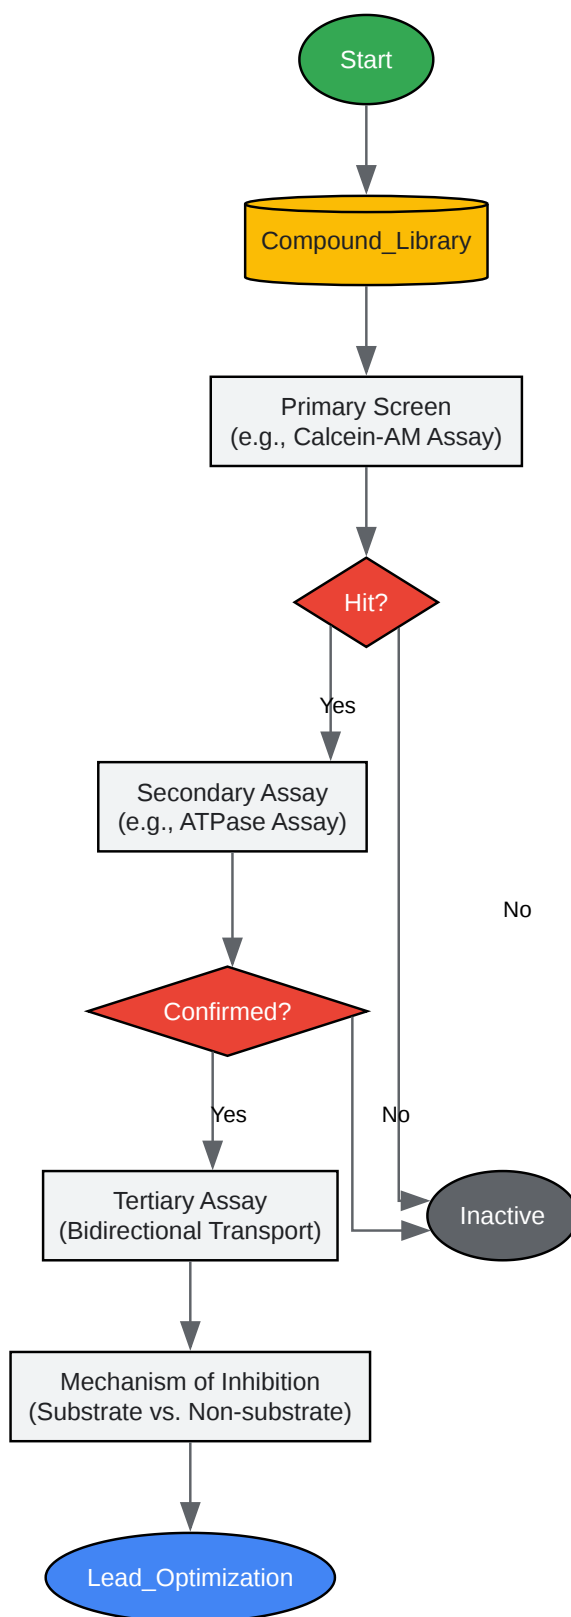 Start
Compound_Library
Primary Screen
(e.g., Calcein-AM Assay)
Hit?
Yes
Secondary Assay
(e.g., ATPase Assay)
No
Confirmed?
Yes
No
Tertiary Assay
(Bidirectional Transport)
Inactive
Mechanism of Inhibition
(Substrate vs. Non-substrate)
Lead_Optimization